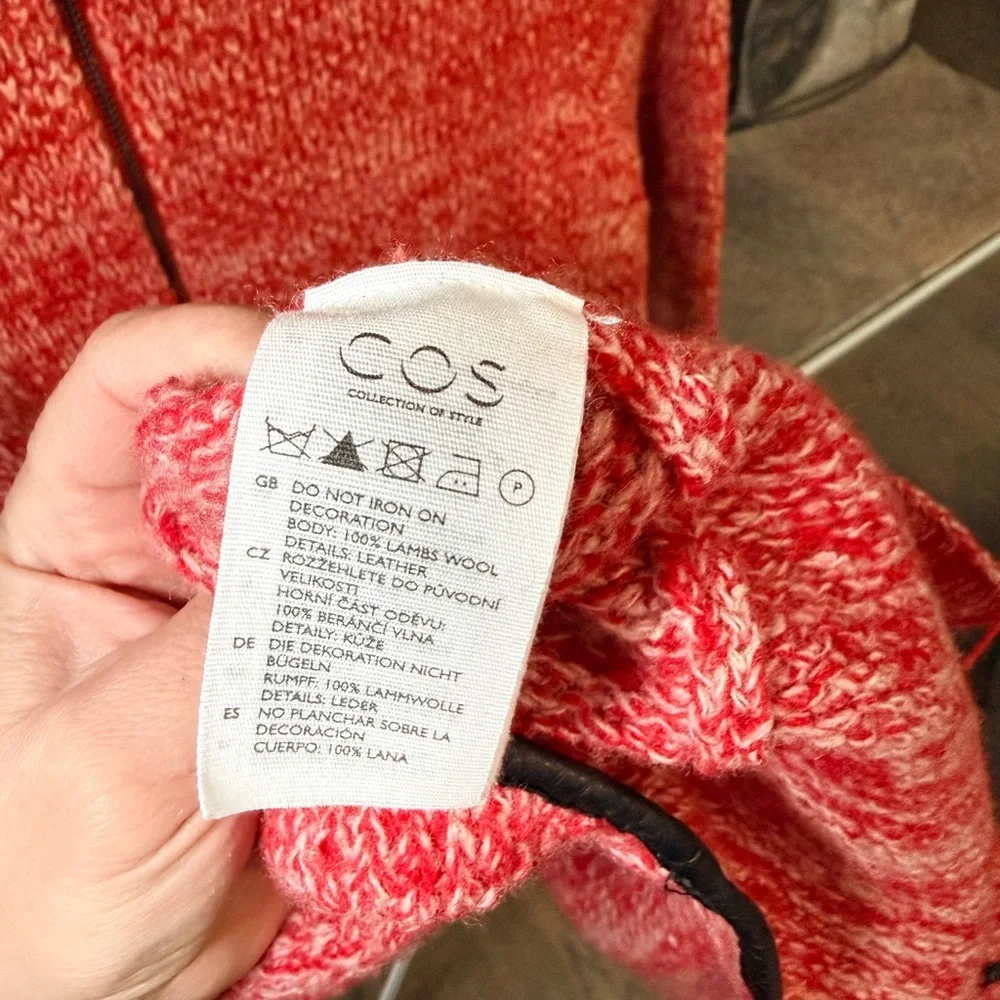 COS
COLLECTION OF STYLE
P
GB DO NOT IRON ON
DECORATION
BODY: 100% LAMBS WOOL
DETAILS: LEATHER
CZ ROZŽEHLETE DO PŮVODNÍ
VELIKOSTI
HORNÍ ČÁST ODĚVU:
100% BERÁNČÍ VLNA
DETAILY: KŮŽE
DE DIE DEKORATION NICHT
BÜGELN
RUMPF: 100% LAMMWOLLE
DETAILS: LEDER
ES NO PLANCHAR SOBRE LA
DECORACIÓN
CUERPO: 100% LANA